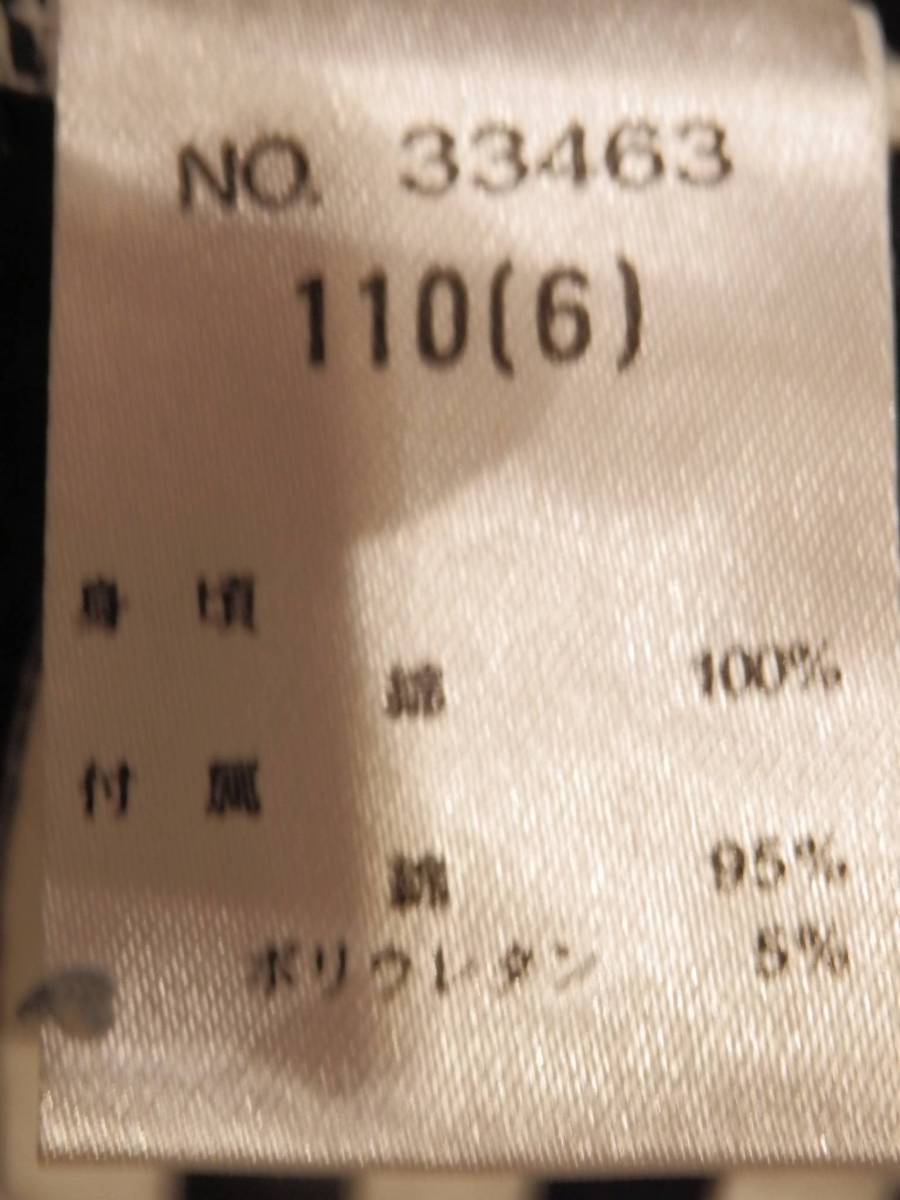 NO. 33463
110(6)
身 頃
綿 100%
付 属
綿 95%
ポリウレタン 5%